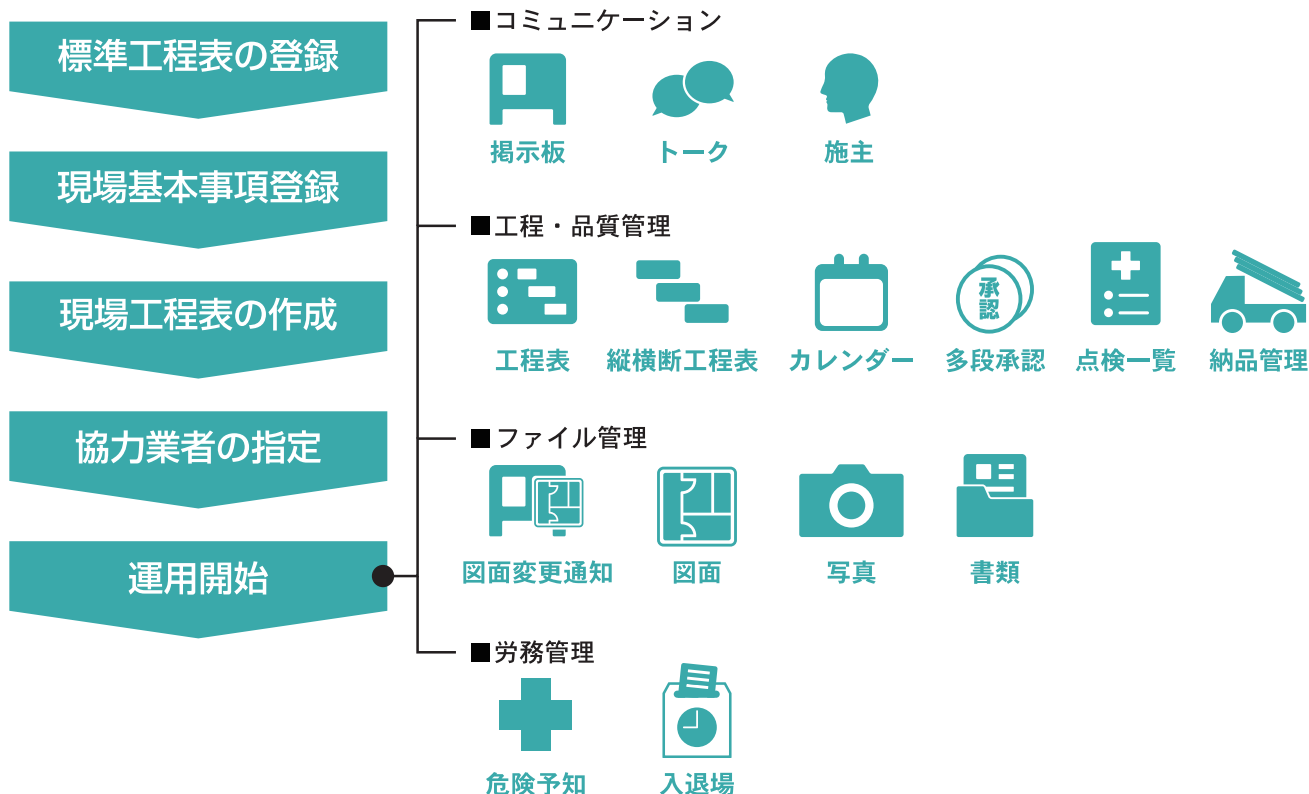 標準工程表の登録
現場基本事項登録
現場工程表の作成
協力業者の指定
運用開始
■コミュニケーション
掲示板
トーク
施主
■工程・品質管理
承認
工程表
縦横断工程表
カレンダー
多段承認
点検一覧
納品管理
■ファイル管理
図面変更通知
図面
写真
書類
■労務管理
危険予知
入退場